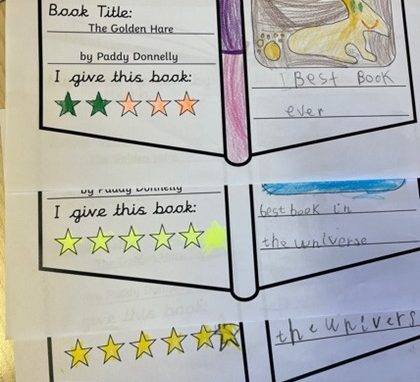 Book Title:
The Golden Hare
by Paddy Donnelly
I give this book:
Best Book
ever
by Paddy Donnelly
I give this book:
best book in
the universe
the univers